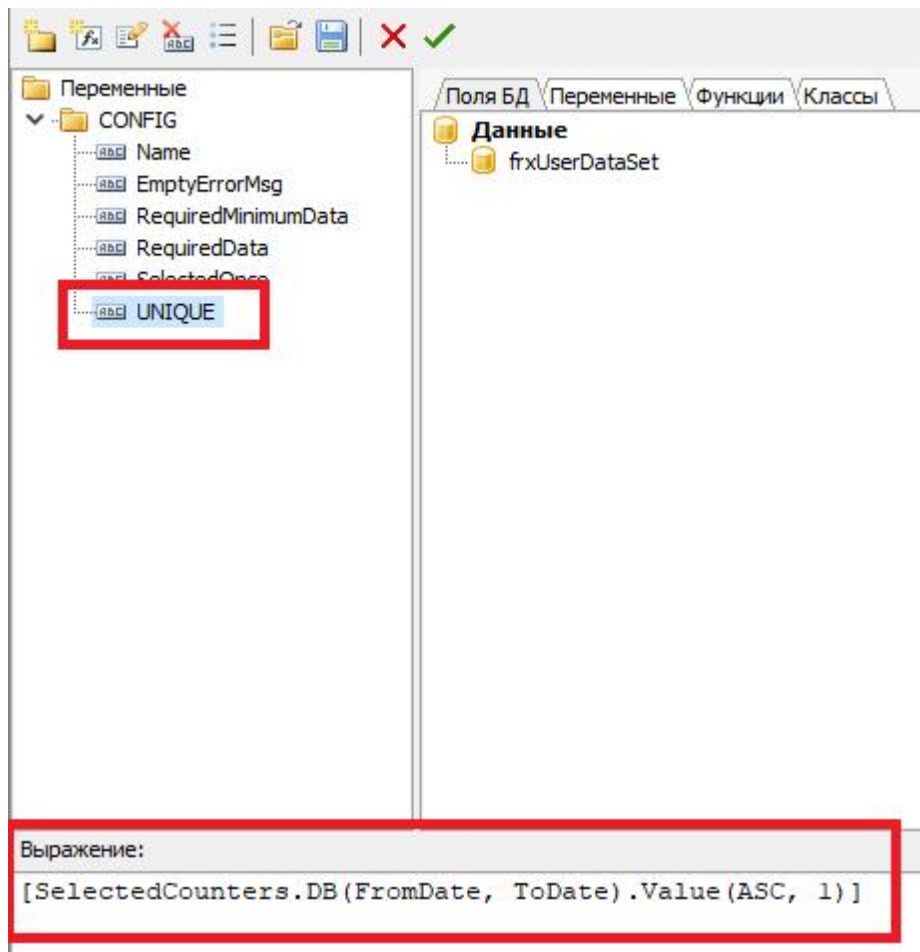 Переменные
CONFIG
Name
EmptyErrorMsg
RequiredMinimumData
RequiredData
SelectedOnce
UNIQUE
Поля БД Переменные Функции Классы
Данные
frxUserDataSet
Выражение:
[SelectedCounters.DB(FromDate, ToDate).Value(ASC, 1)]